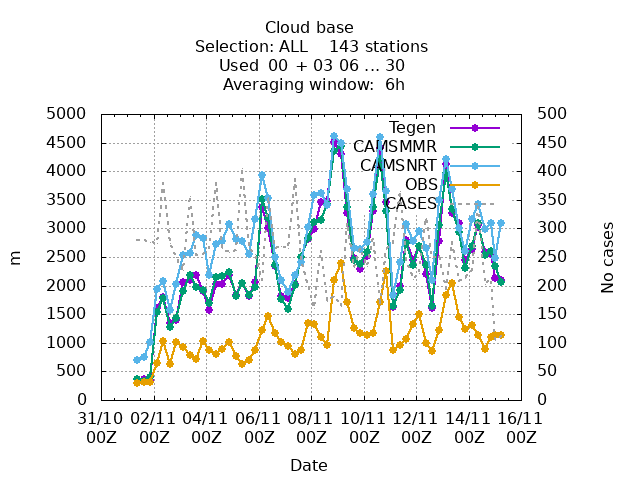 Cloud base
Selection: ALL 143 stations
Used 00 + 03 06 ... 30
Averaging window: 6h
5000
4500
4000
3500
3000
2500
2000
1500
1000
500
0
m
500
450
400
350
300
250
200
150
100
50
0
No cases
Tegen
CAMSMMR
CAMSNRT
OBS
CASES
31/10 02/11 04/11 06/11 08/11 10/11 12/11 14/11 16/11
00Z 00Z 00Z 00Z 00Z 00Z 00Z 00Z 00Z
Date